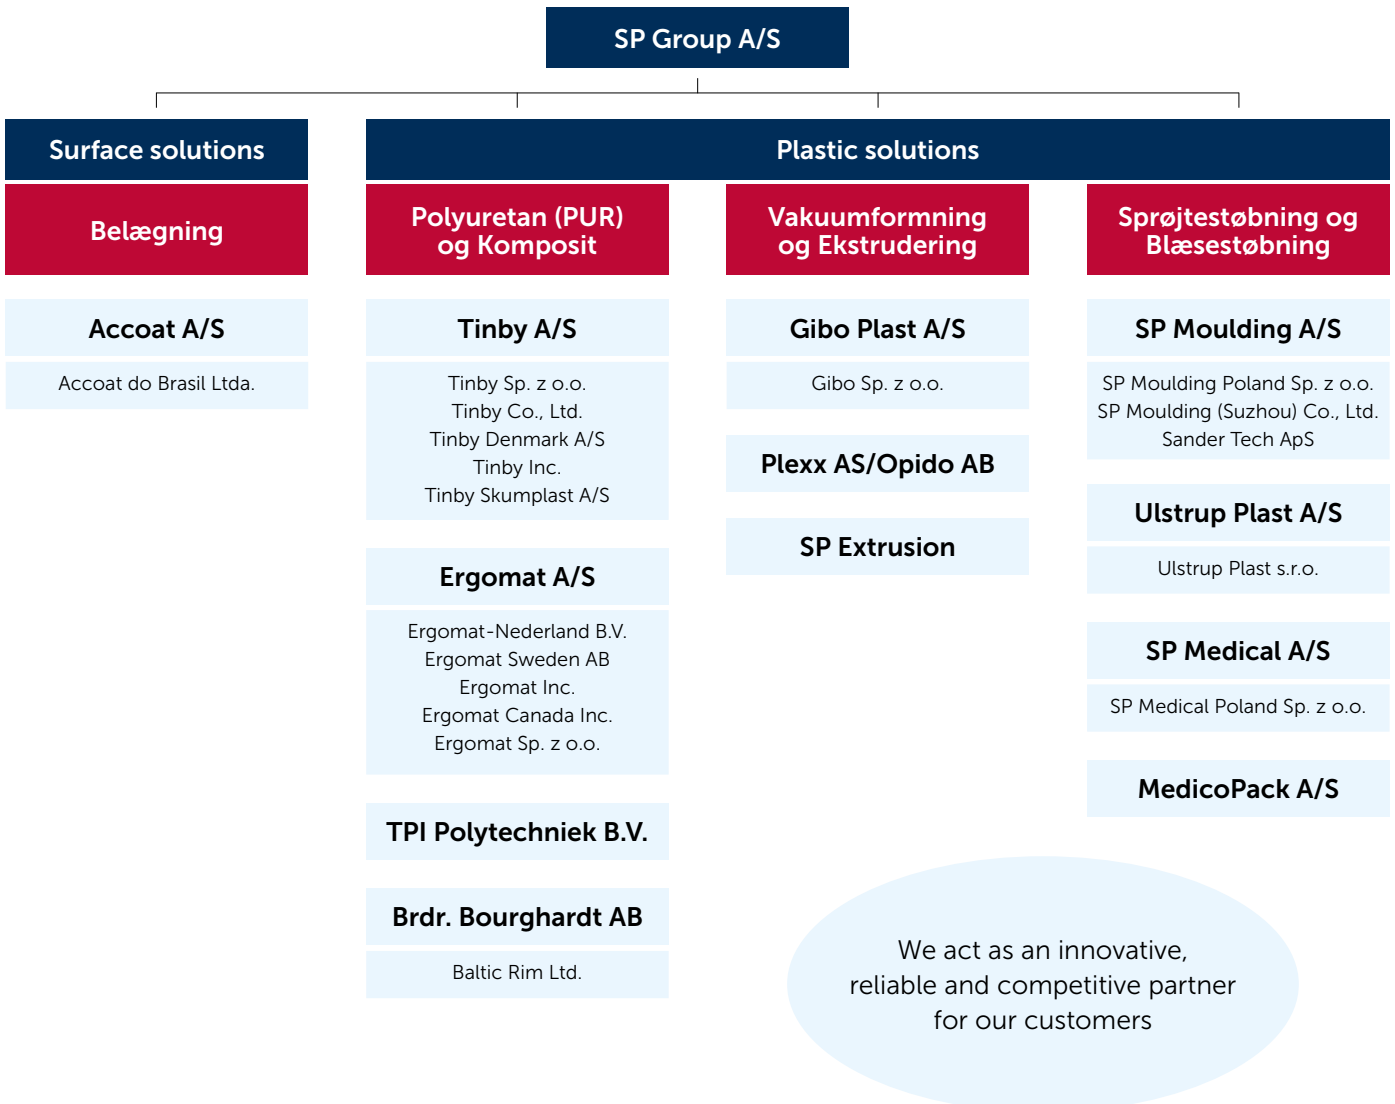 SP Group A/S
Surface solutions
Belægning
Accoat A/S
Accoat do Brasil Ltda.
Plastic solutions
Polyuretan (PUR)
og Komposit
Tinby A/S
Tinby Sp. z o.o.
Tinby Co., Ltd.
Tinby Denmark A/S
Tinby Inc.
Tinby Skumplast A/S
Ergomat A/S
Ergomat-Nederland B.V.
Ergomat Sweden AB
Ergomat Inc.
Ergomat Canada Inc.
Ergomat Sp. z o.o.
TPI Polytechniek B.V.
Brdr. Bourghardt AB
Baltic Rim Ltd.
Vakuumformning
og Ekstrudering
Gibo Plast A/S
Gibo Sp. z o.o.
Plexx AS/Opido AB
SP Extrusion
Sprøjtestøbning og
Blæsestøbning
SP Moulding A/S
SP Moulding Poland Sp. z o.o.
SP Moulding (Suzhou) Co., Ltd.
Sander Tech ApS
Ulstrup Plast A/S
Ulstrup Plast s.r.o.
SP Medical A/S
SP Medical Poland Sp. z o.o.
MedicoPack A/S
We act as an innovative,
reliable and competitive partner
for our customers